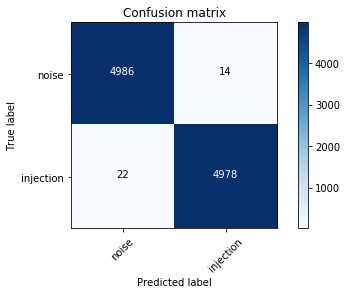 Confusion matrix
True label
noise
4986
14
injection
22
4978
noise
injection
Predicted label
4000
3000
2000
1000